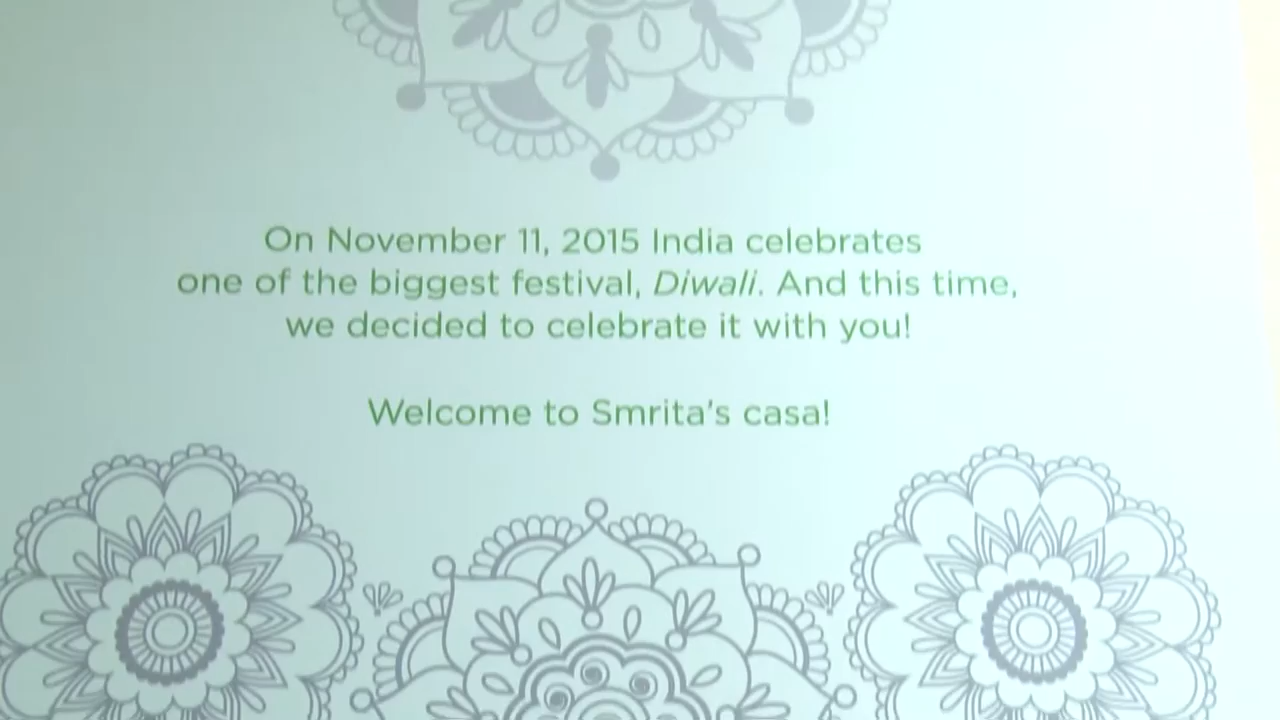 On November 11, 2015 India celebrates
one of the biggest festival, Diwali. And this time,
we decided to celebrate it with you!
Welcome to Smrita's casa!